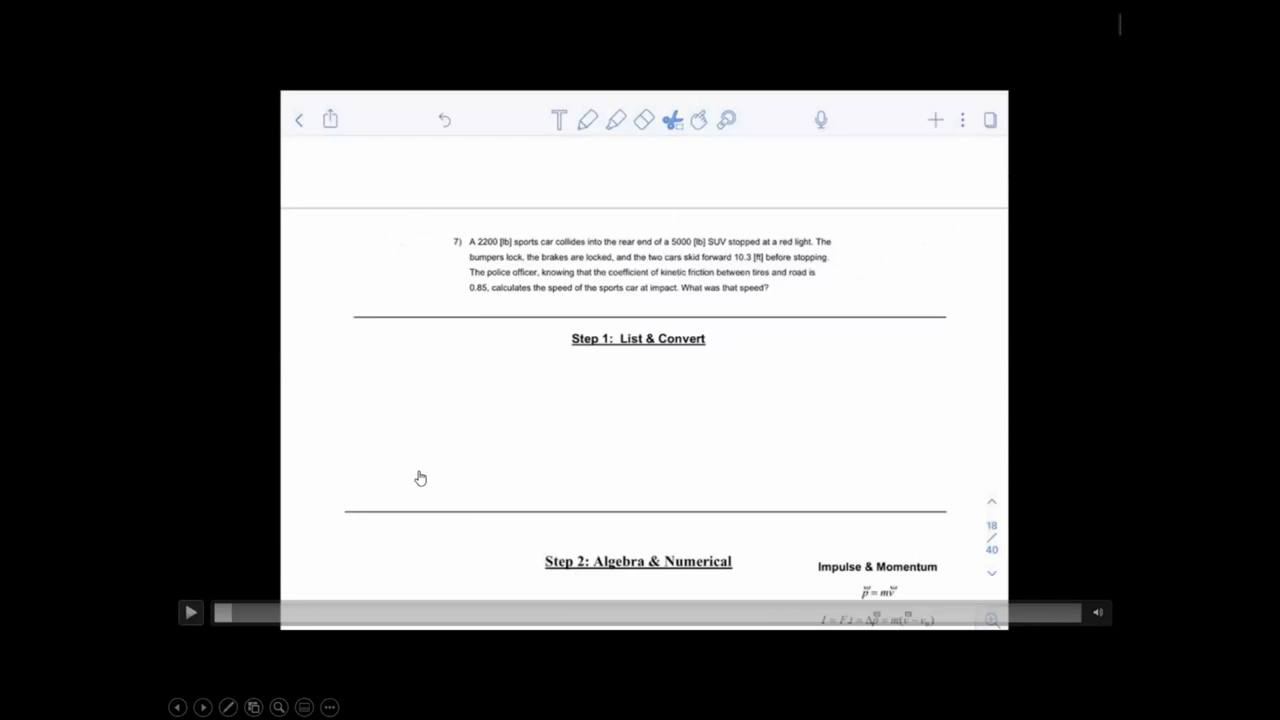 7) A 2200 [lb] sports car collides into the rear end of a 5000 [lb] SUV stopped at a red light. The
bumpers lock, the brakes are locked, and the two cars skid forward 10.3 [ft] before stopping.
The police officer, knowing that the coefficient of kinetic friction between tires and road is
0.85, calculates the speed of the sports car at impact. What was that speed?
Step 1: List & Convert
18
/
40
Step 2: Algebra & Numerical
Impulse & Momentum
p = mv
I = F t = Δp = m(v − v₀)